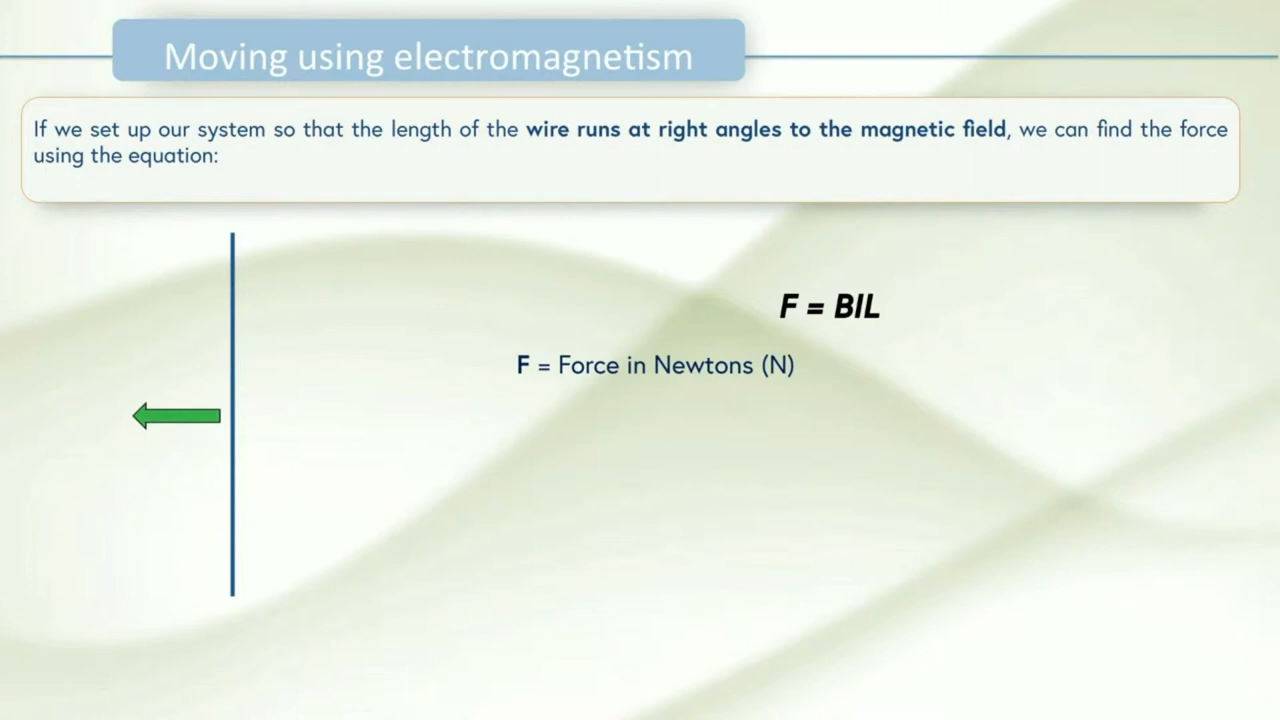 Moving using electromagnetism
If we set up our system so that the length of the wire runs at right angles to the magnetic field, we can find the force
using the equation:
F = BIL
F = Force in Newtons (N)